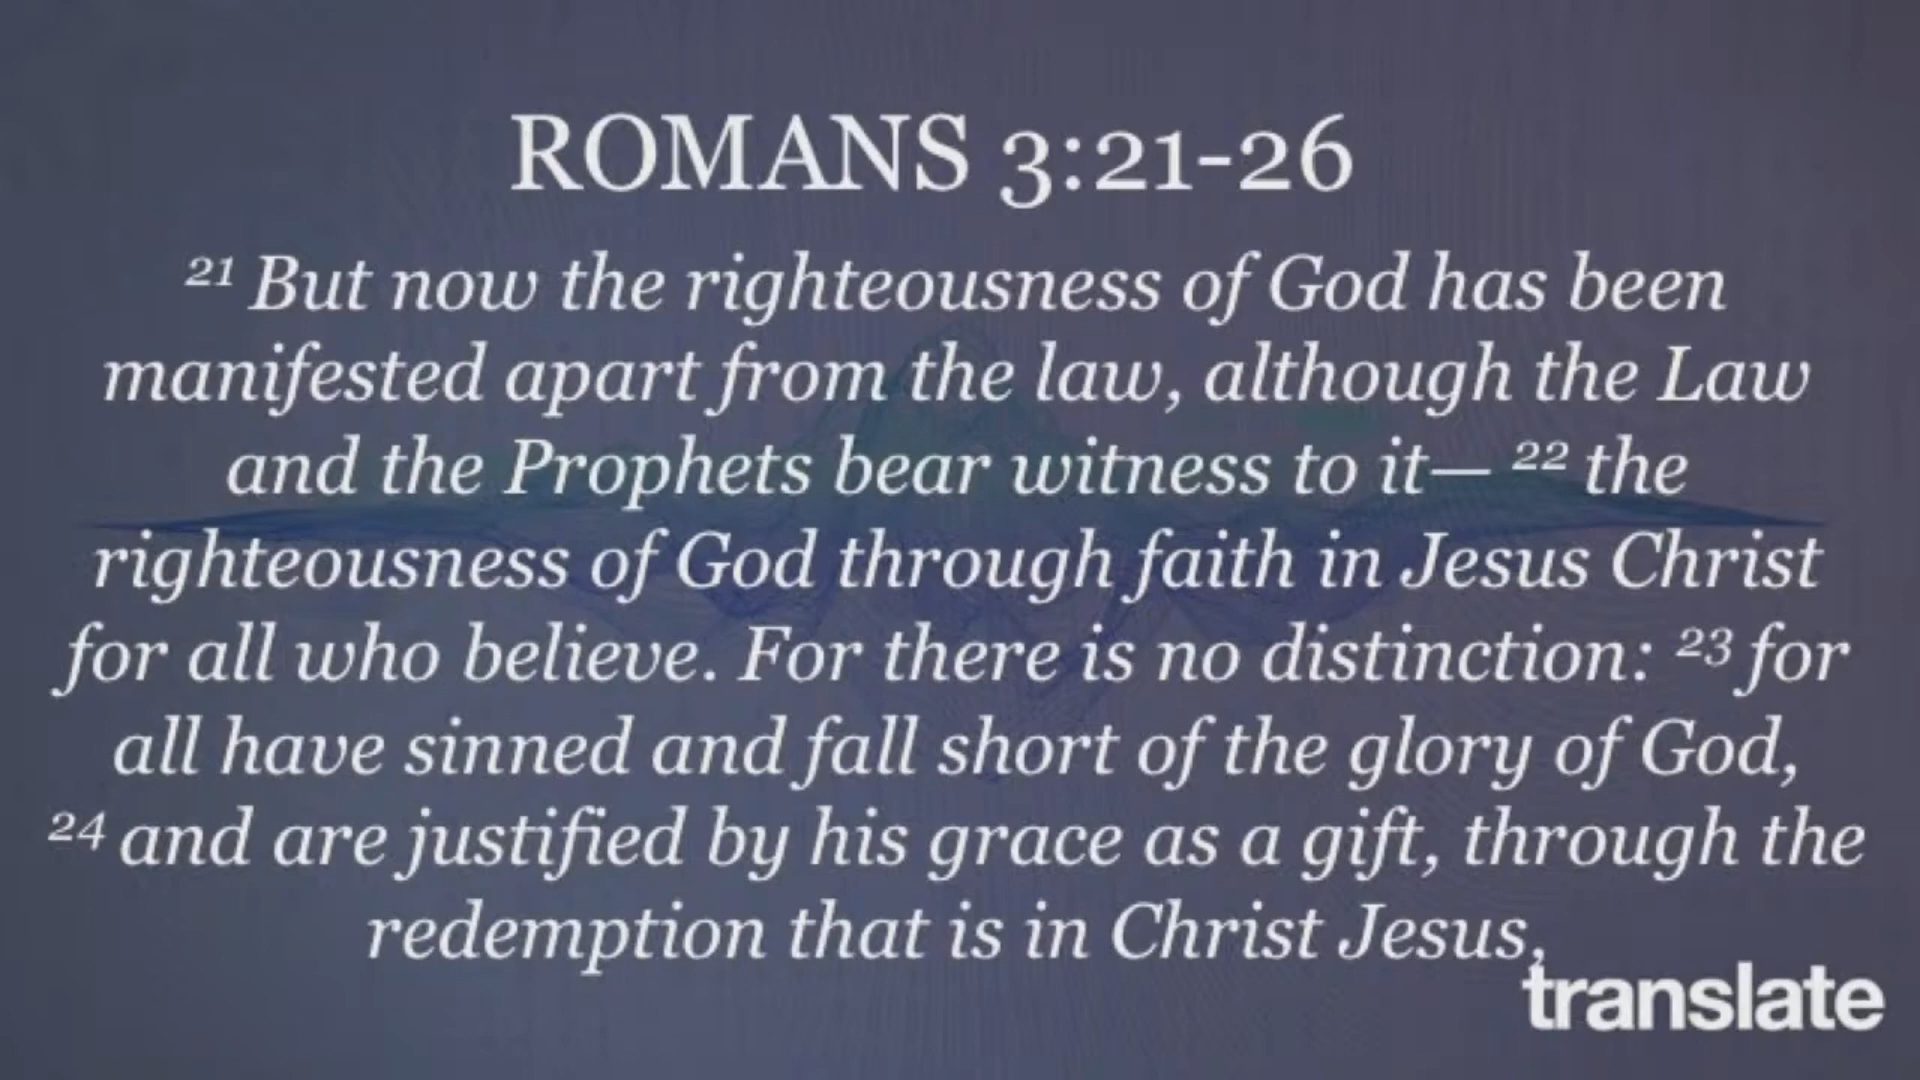 ROMANS 3:21-26
21 But now the righteousness of God has been
manifested apart from the law, although the Law
and the Prophets bear witness to it— 22 the
righteousness of God through faith in Jesus Christ
for all who believe. For there is no distinction: 23 for
all have sinned and fall short of the glory of God,
24 and are justified by his grace as a gift, through the
redemption that is in Christ Jesus,
translate